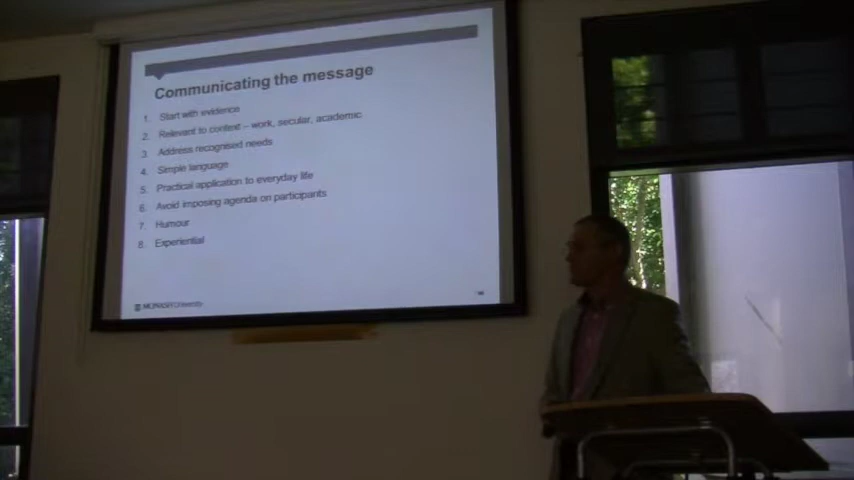 Communicating the message
1. Start with evidence
2. Relevant to context – work, secular, academic
3. Address recognised needs
4. Simple language
5. Practical application to everyday life
6. Avoid imposing agenda on participants
7. Humour
8. Experiential
MONASH University